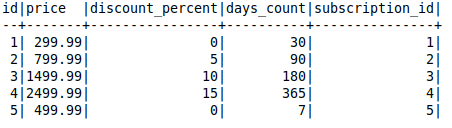 id|price |discount_percent|days_count|subscription_id|
--+-------+----------------+----------+---------------+
 1| 299.99|               0|        30|              1|
 2| 799.99|               5|        90|              2|
 3|1499.99|              10|       180|              3|
 4|2499.99|              15|       365|              4|
 5| 499.99|               0|         7|              5|